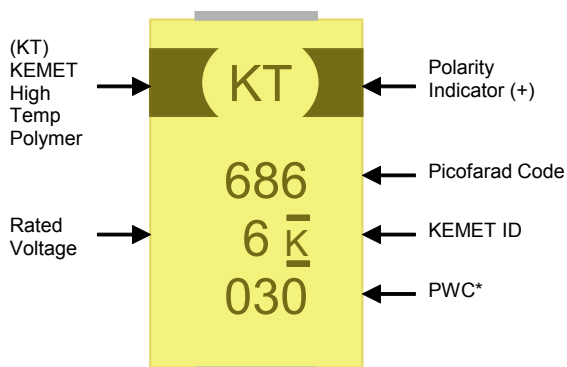 (KT)
KEMET
High
Temp
Polymer
KT
Polarity
Indicator (+)
686
Picofarad Code
Rated
Voltage
6 K
KEMET ID
030
PWC*